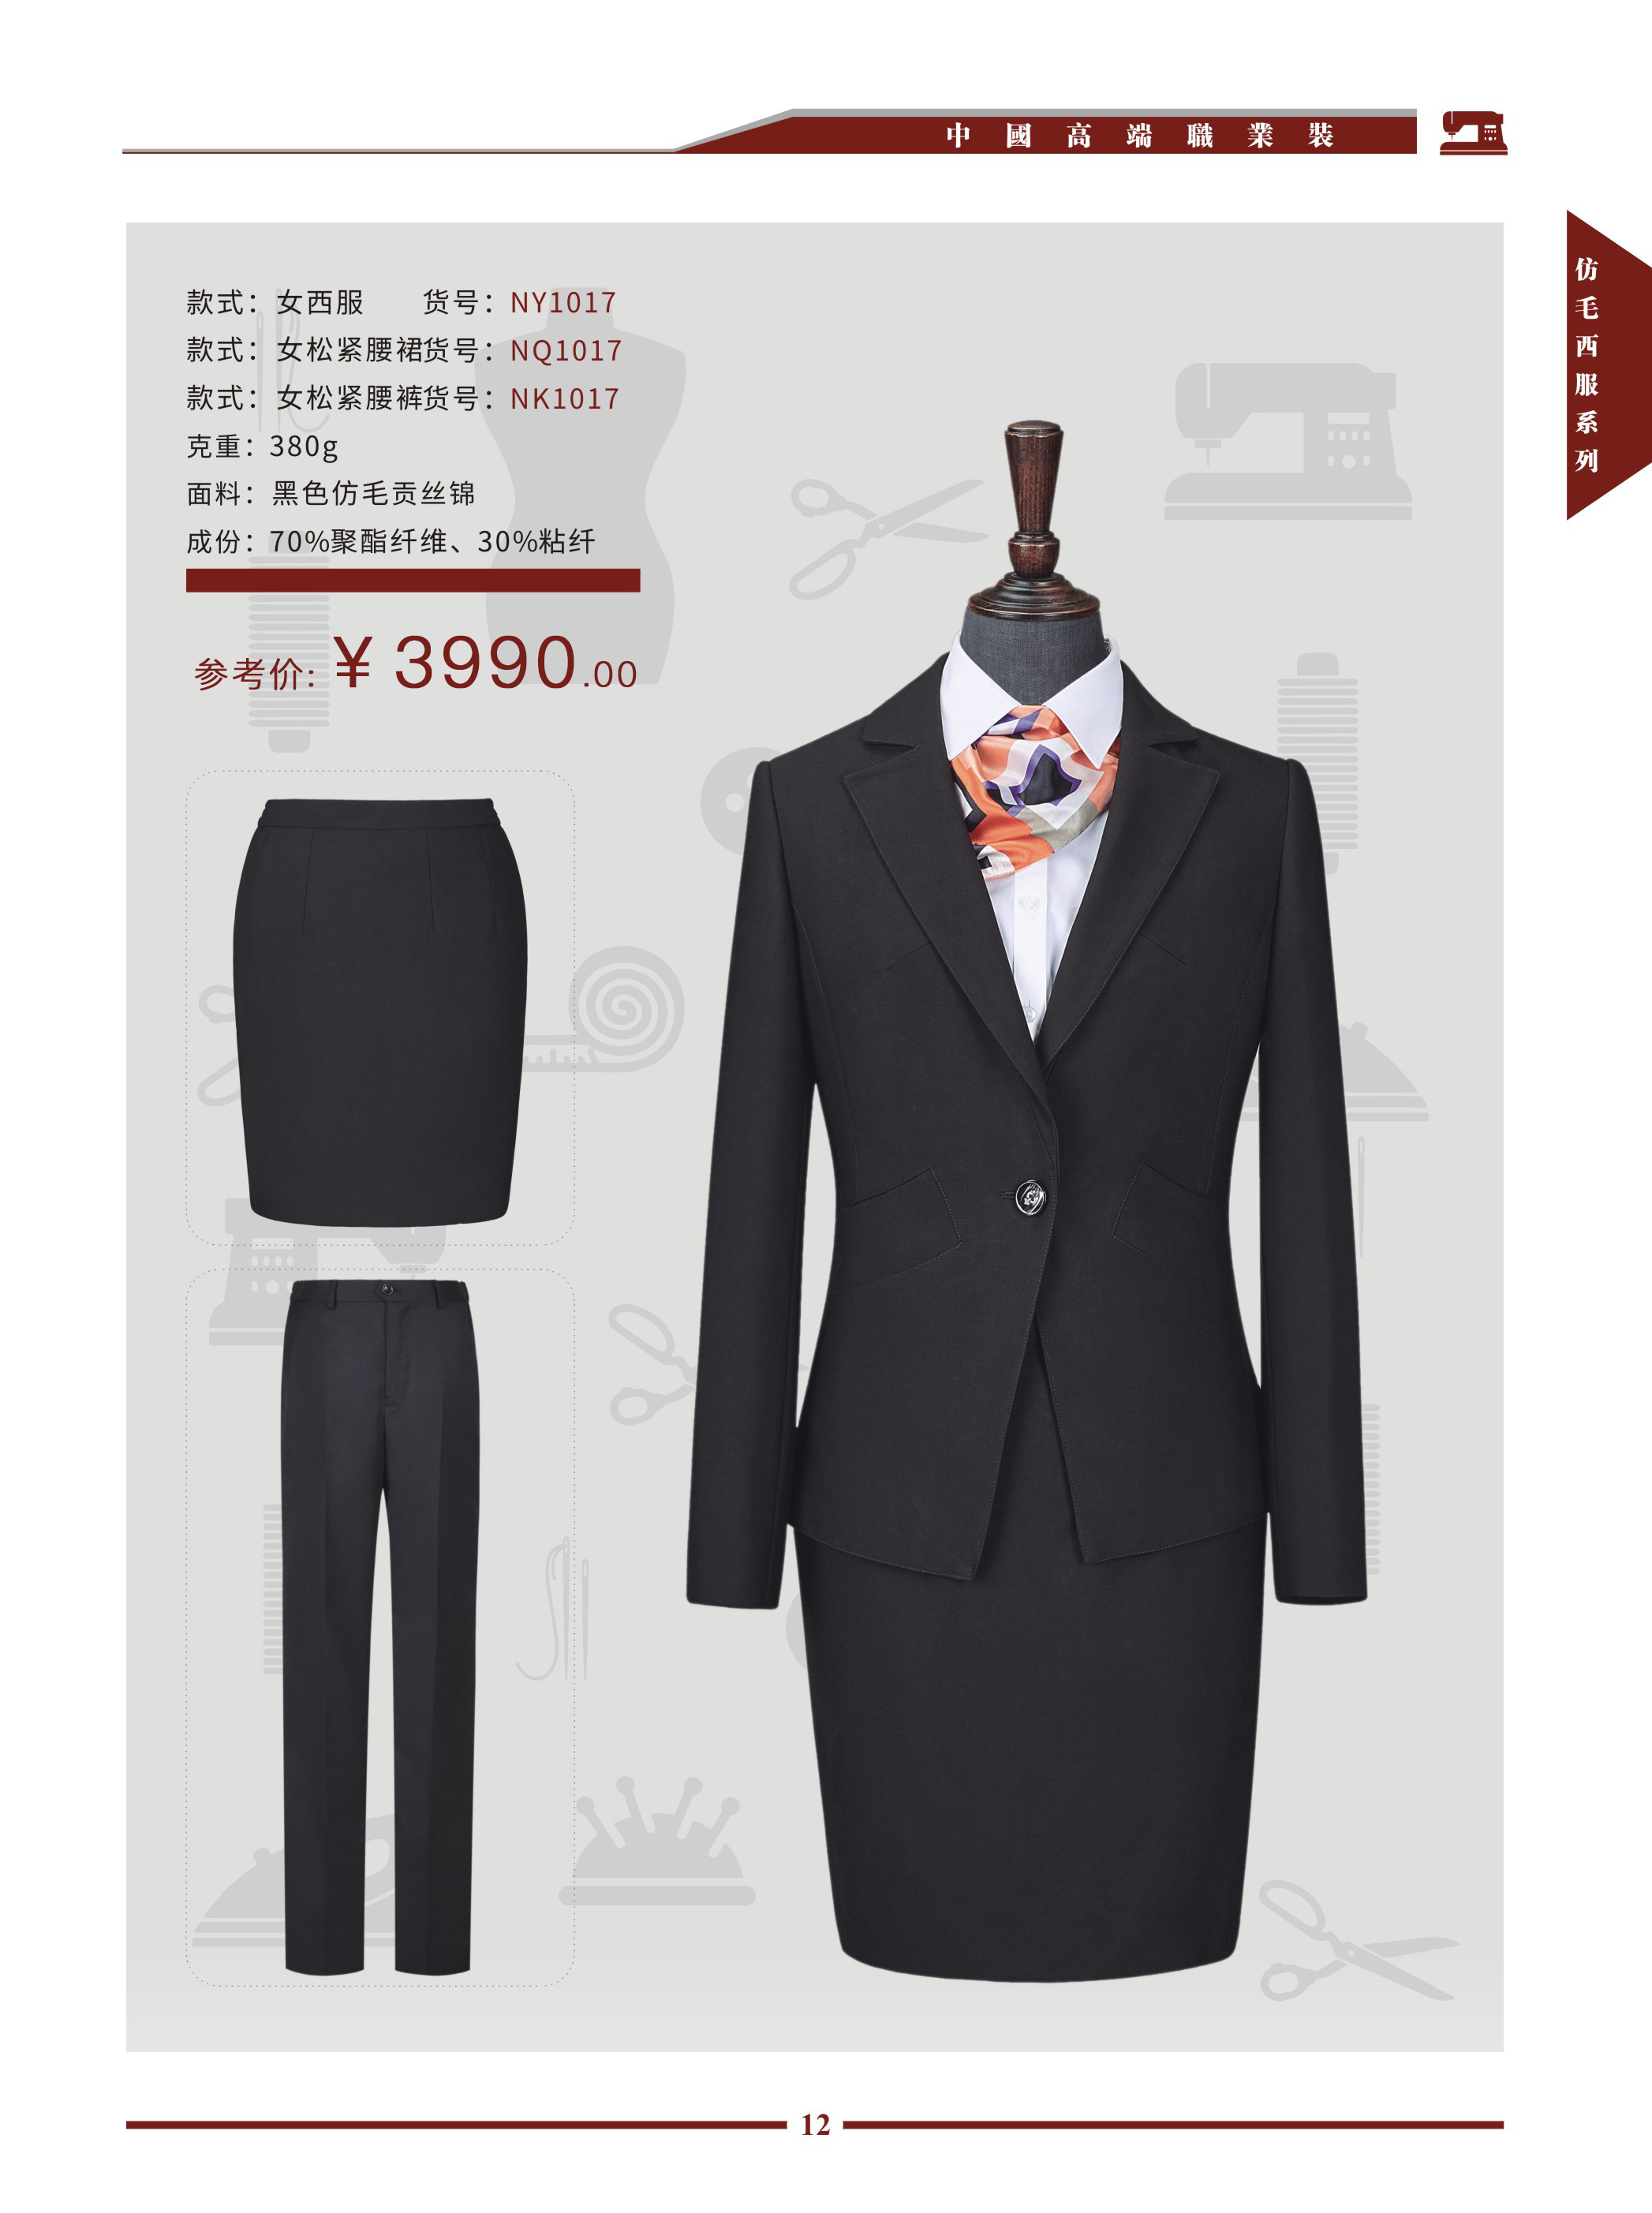 中國高端職業裝
仿毛西服系列
款式：女西服 货号：NY1017
款式：女松紧腰裙货号：NQ1017
款式：女松紧腰裤货号：NK1017
克重：380g
面料：黑色仿毛贡丝锦
成份：70%聚酯纤维、30%粘纤
参考价：¥3990.00
12